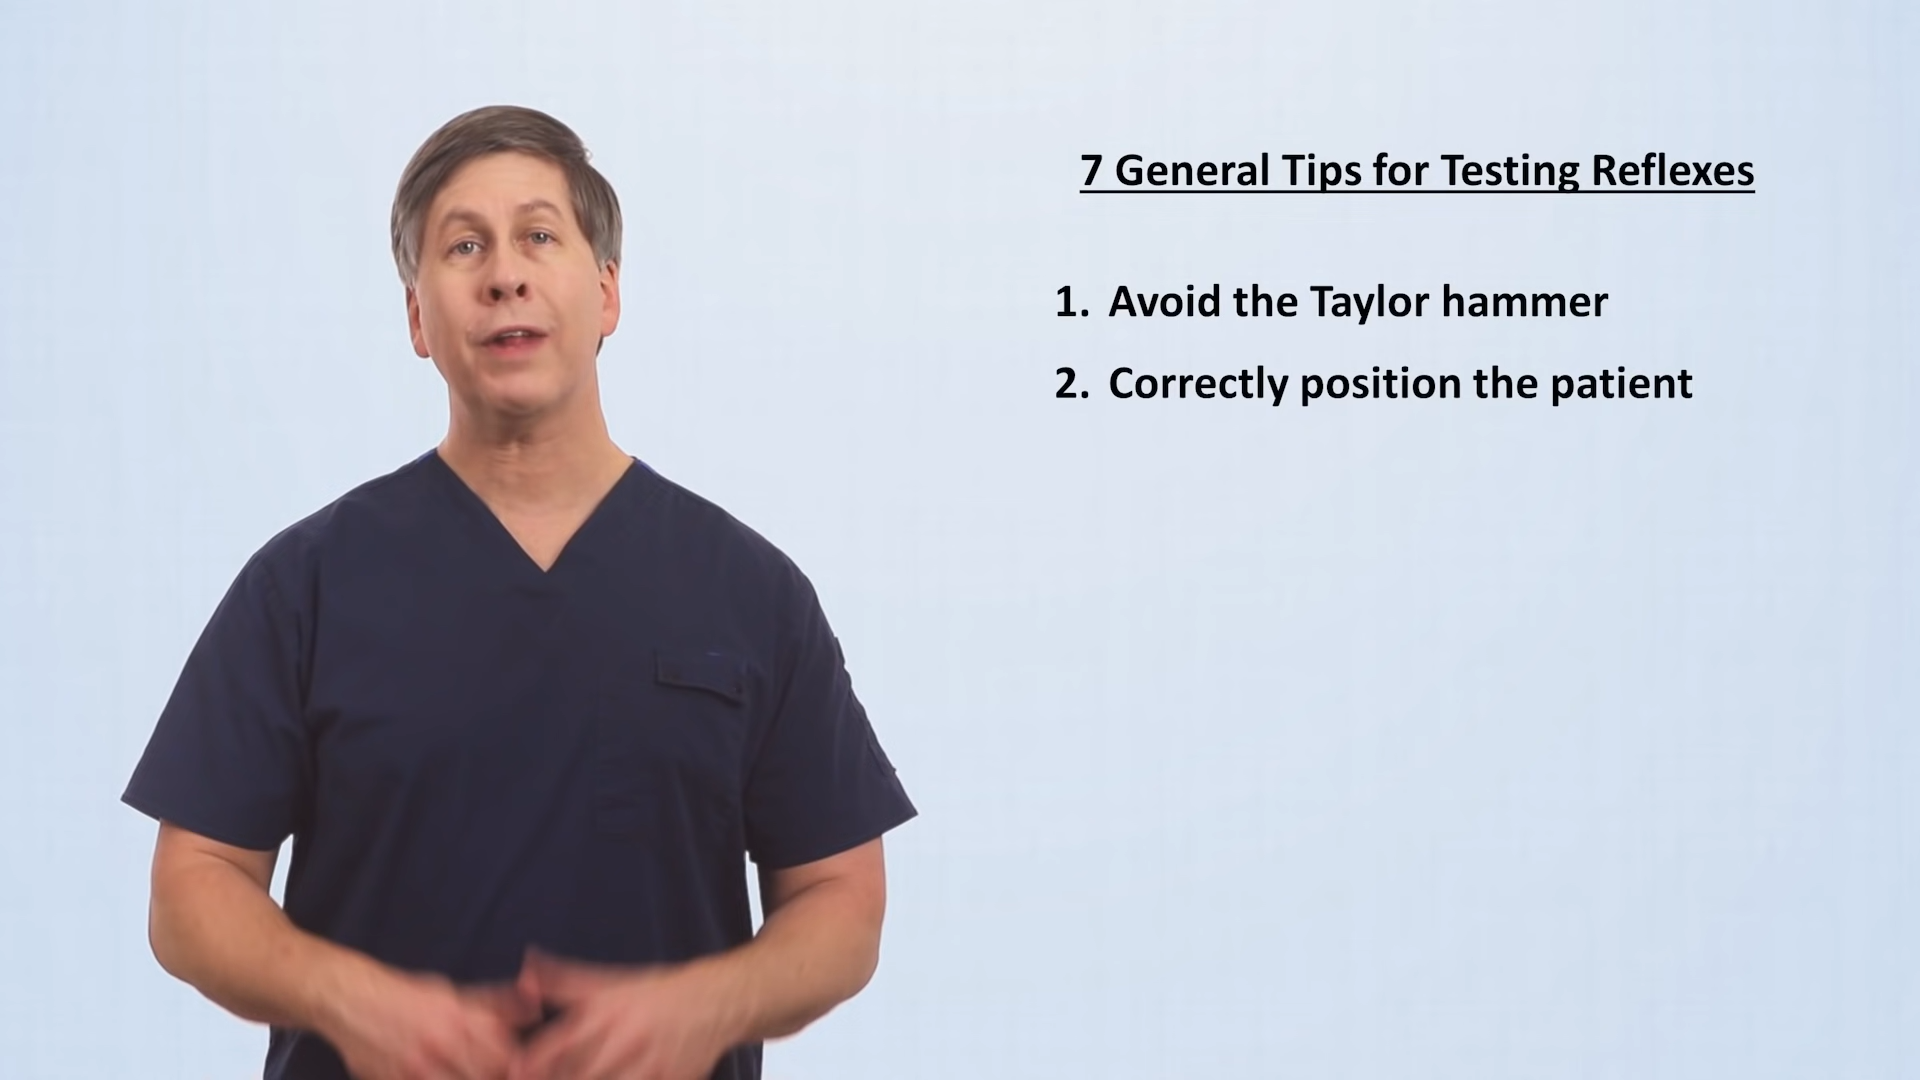 7 General Tips for Testing Reflexes
1. Avoid the Taylor hammer
2. Correctly position the patient